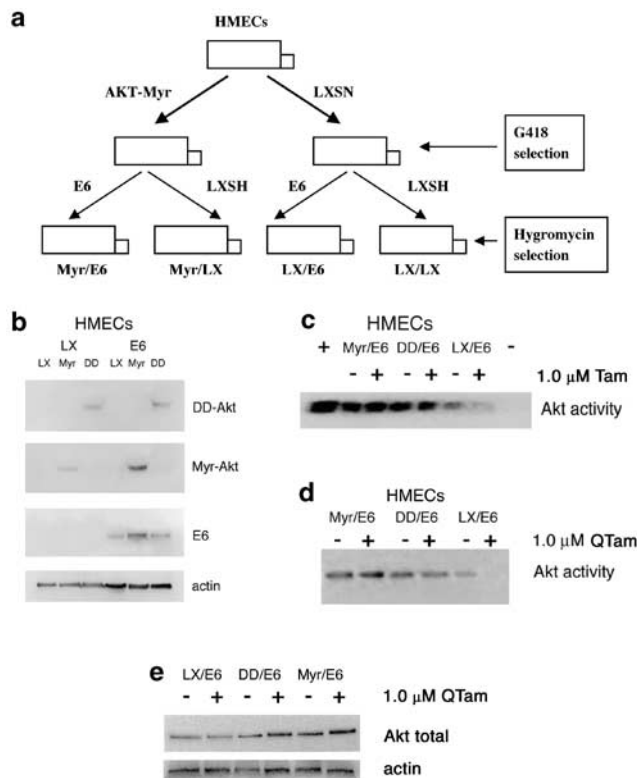 a
HMECs
AKT-Myr LXSN
G418
selection
E6 LXSH E6 LXSH
Myr/E6 Myr/LX LX/E6 LX/LX
Hygromycin
selection
b
HMECs
LX E6
LX Myr DD LX Myr DD
DD-Akt
Myr-Akt
E6
actin
c
HMECs
+ Myr/E6 DD/E6 LX/E6 -
- + - + - + 1.0 μM Tam
Akt activity
d
HMECs
Myr/E6 DD/E6 LX/E6
- + - + - + 1.0 μM QTam
Akt activity
e
LX/E6 DD/E6 Myr/E6
- + - + - + 1.0 μM QTam
Akt total
actin